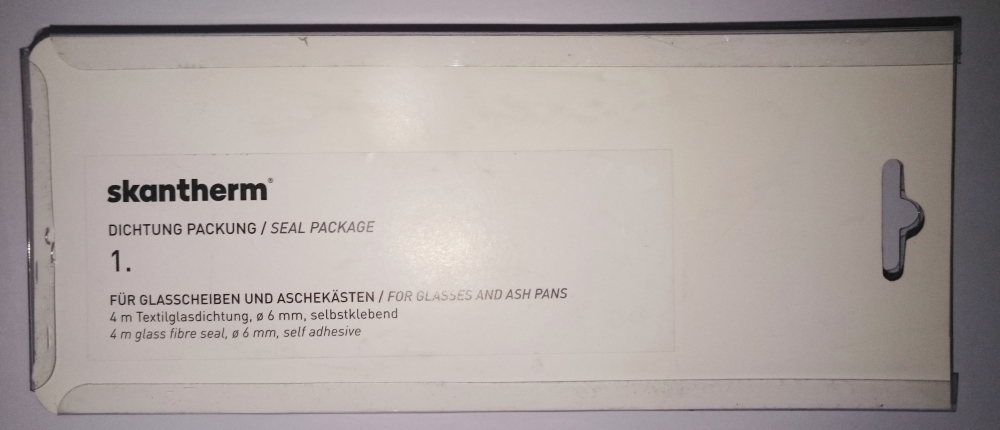 skantherm®
DICHTUNG PACKUNG / SEAL PACKAGE
1.
FÜR GLASSCHEIBEN UND ASCHEKÄSTEN / FOR GLASSES AND ASH PANS
4 m Textilglasdichtung, ø 6 mm, selbstklebend
4 m glass fibre seal, ø 6 mm, self adhesive